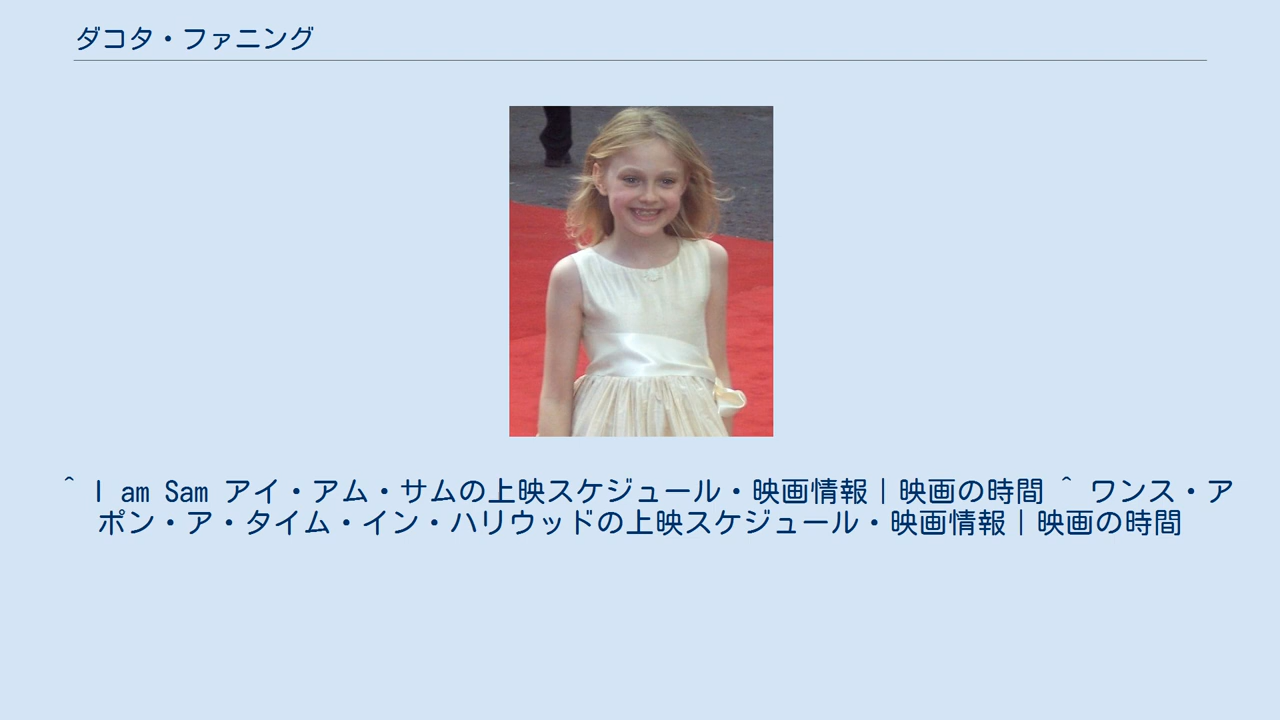 ダコタ・ファニング
^ I am Sam アイ・アム・サムの上映スケジュール・映画情報 | 映画の時間 ^ ワンス・ア
ポン・ア・タイム・イン・ハリウッドの上映スケジュール・映画情報 | 映画の時間